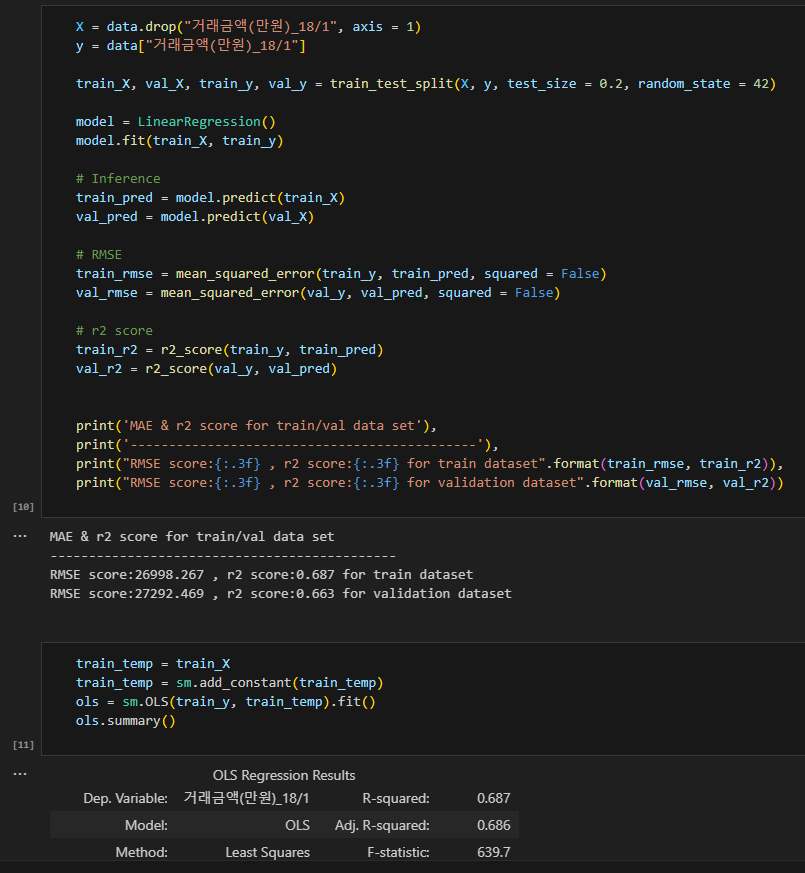 X = data.drop("거래금액(만원)_18/1", axis = 1)
y = data["거래금액(만원)_18/1"]
train_X, val_X, train_y, val_y = train_test_split(X, y, test_size = 0.2, random_state = 42)
model = LinearRegression()
model.fit(train_X, train_y)
# Inference
train_pred = model.predict(train_X)
val_pred = model.predict(val_X)
# RMSE
train_rmse = mean_squared_error(train_y, train_pred, squared = False)
val_rmse = mean_squared_error(val_y, val_pred, squared = False)
# r2 score
train_r2 = r2_score(train_y, train_pred)
val_r2 = r2_score(val_y, val_pred)
print('MAE & r2 score for train/val data set'),
print('---------------------------------------------'),
print("RMSE score:{:.3f} , r2 score:{:.3f} for train dataset".format(train_rmse, train_r2)),
print("RMSE score:{:.3f} , r2 score:{:.3f} for validation dataset".format(val_rmse, val_r2))
[10]
...
MAE & r2 score for train/val data set
---------------------------------------------
RMSE score:26998.267 , r2 score:0.687 for train dataset
RMSE score:27292.469 , r2 score:0.663 for validation dataset
train_temp = train_X
train_temp = sm.add_constant(train_temp)
ols = sm.OLS(train_y, train_temp).fit()
ols.summary()
[11]
...
OLS Regression Results
Dep. Variable: 거래금액(만원)_18/1 R-squared: 0.687
Model: OLS Adj. R-squared: 0.686
Method: Least Squares F-statistic: 639.7